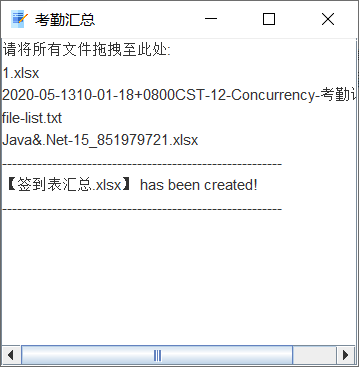 考勤汇总
请将所有文件拖拽至此处:
1.xlsx
2020-05-1310-01-18+0800CST-12-Concurrency-考勤
file-list.txt
Java&.Net-15_851979721.xlsx
------------------------------------------------------
【签到表汇总.xlsx】 has been created!
------------------------------------------------------